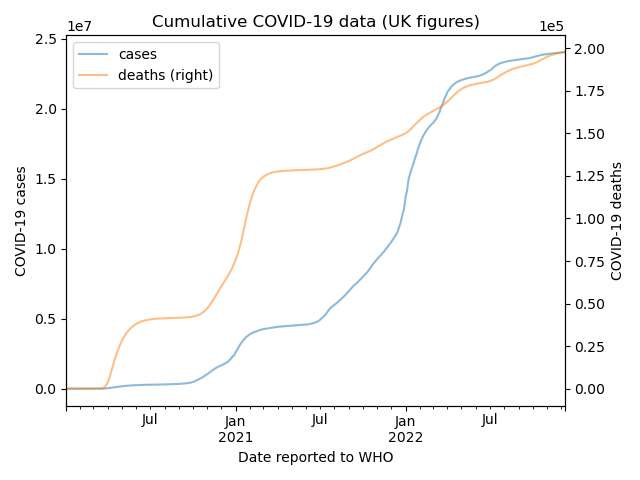 Cumulative COVID-19 data (UK figures)
1e7
1e5
cases
deaths (right)
2.5
2.0
1.5
1.0
0.5
0.0
COVID-19 cases
2.00
1.75
1.50
1.25
1.00
0.75
0.50
0.25
0.00
COVID-19 deaths
Jul
Jan
2021
Jul
Jan
2022
Jul
Date reported to WHO